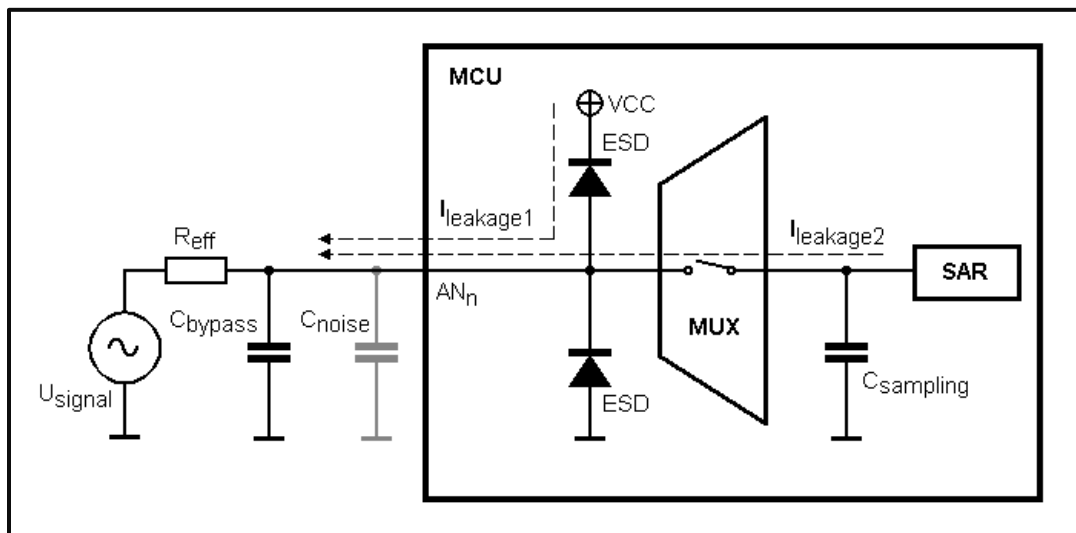 MCU
VCC
ESD
Ileakage1
Ileakage2
Reff
SAR
ANn
Cbypass
Cnoise
MUX
Usignal
ESD
Csampling